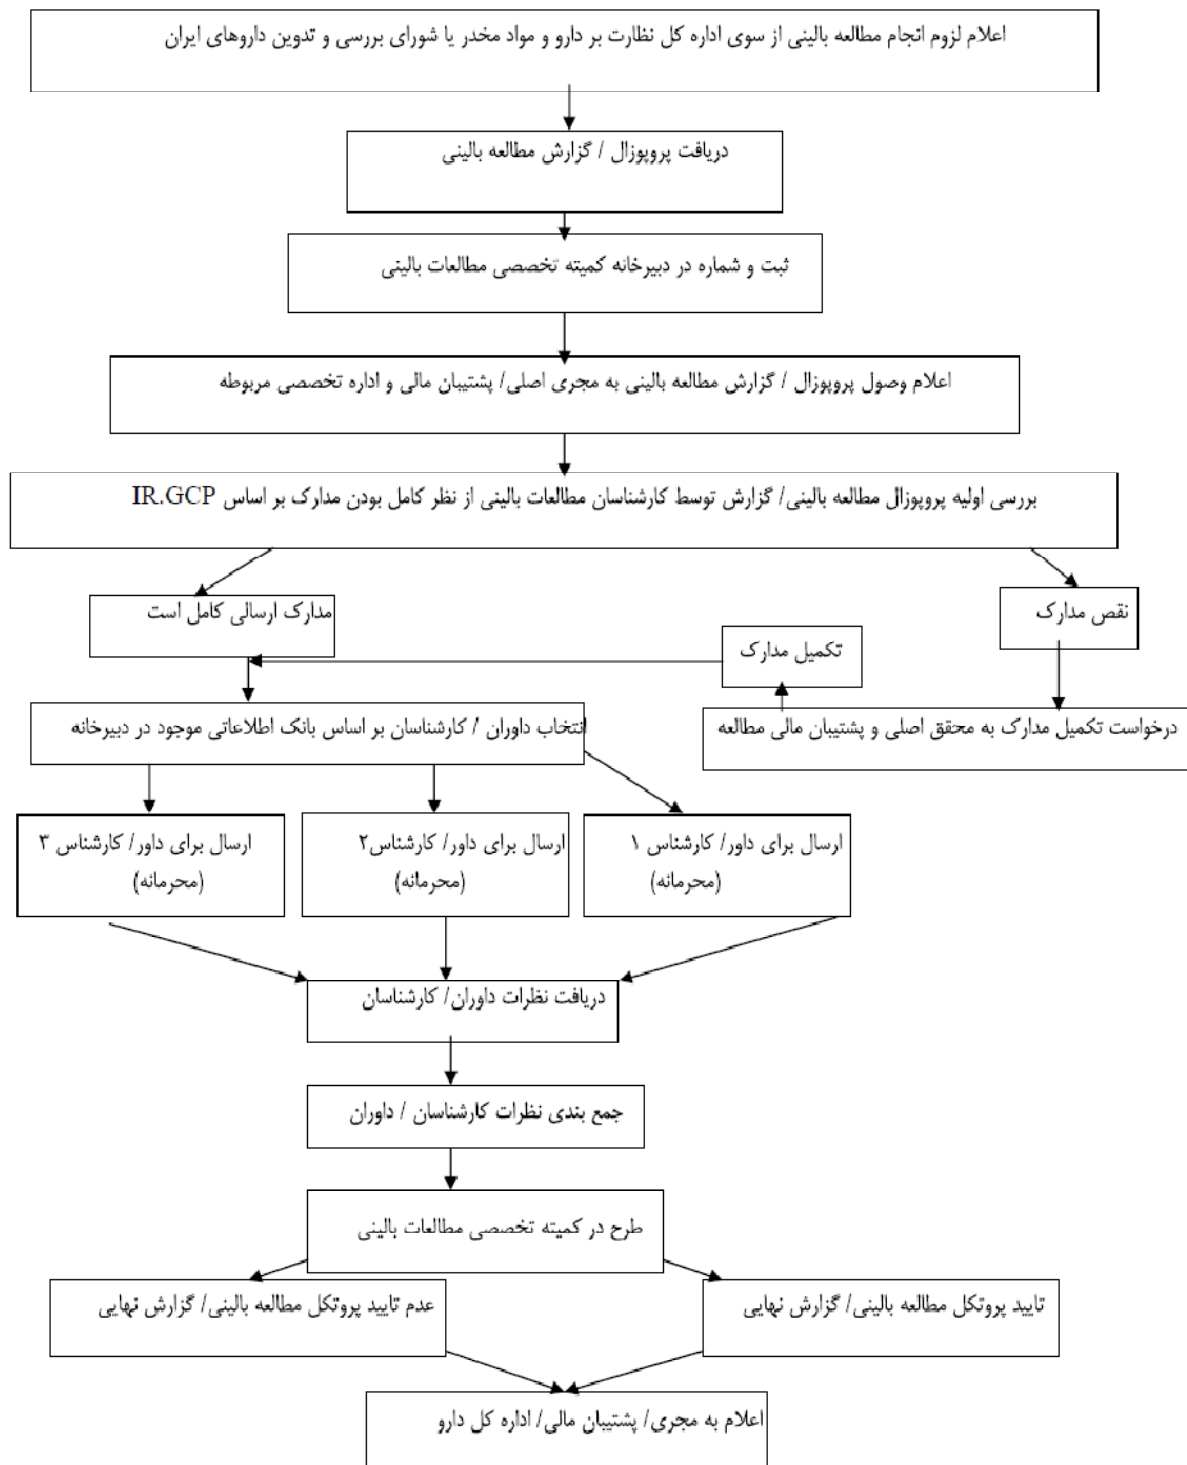 اعلام لزوم انجام مطالعه بالینی از سوی اداره کل نظارت بر دارو و مواد مخدر یا شورای بررسی و تدوین داروهای ایران
دریافت پروپوزال / گزارش مطالعه بالینی
ثبت و شماره در دبیرخانه کمیته تخصصی مطالعات بالینی
اعلام وصول پروپوزال / گزارش مطالعه بالینی به مجری اصلی/ پشتیبان مالی و اداره تخصصی مربوطه
بررسی اولیه پروپوزال مطالعه بالینی/ گزارش توسط کارشناسان مطالعات بالینی از نظر کامل بودن مدارک بر اساس IR.GCP
نقص مدارک
مدارک ارسالی کامل است
تکمیل مدارک
درخواست تکمیل مدارک به محقق اصلی و پشتیبان مالی مطالعه
انتخاب داوران / کارشناسان بر اساس بانک اطلاعاتی موجود در دبیرخانه
ارسال برای داور/ کارشناس ۱
(محرمانه)
ارسال برای داور/ کارشناس۲
(محرمانه)
ارسال برای داور/ کارشناس ۳
(محرمانه)
دریافت نظرات داوران/ کارشناسان
جمع بندی نظرات کارشناسان / داوران
طرح در کمیته تخصصی مطالعات بالینی
تایید پروتکل مطالعه بالینی/ گزارش نهایی
عدم تایید پروتکل مطالعه بالینی/ گزارش نهایی
اعلام به مجری/ پشتیبان مالی/ اداره کل دارو